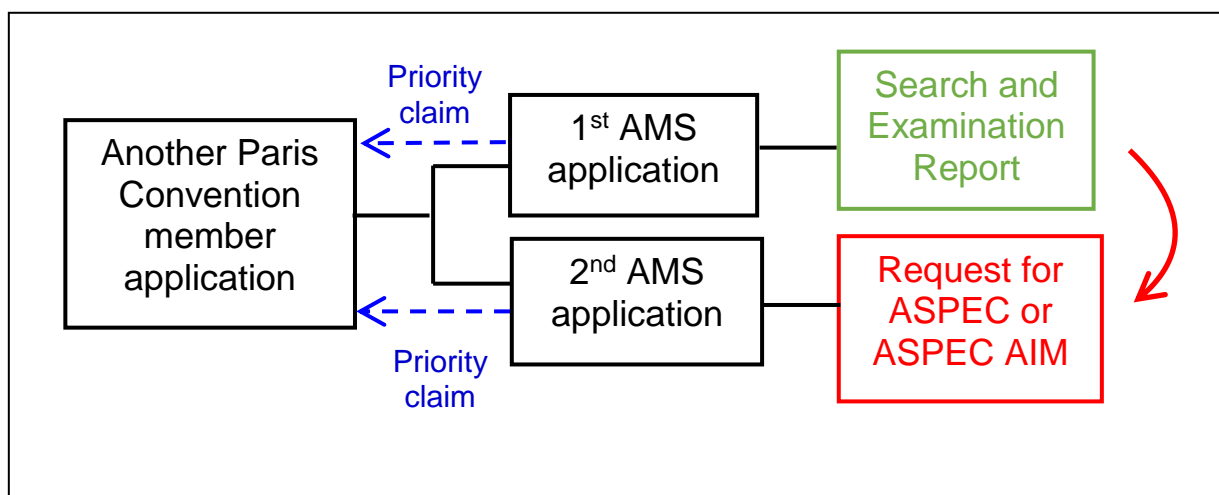 Another Paris
Convention
member
application
Priority
claim
1st AMS
application
Search and
Examination
Report
Priority
claim
2nd AMS
application
Request for
ASPEC or
ASPEC AIM